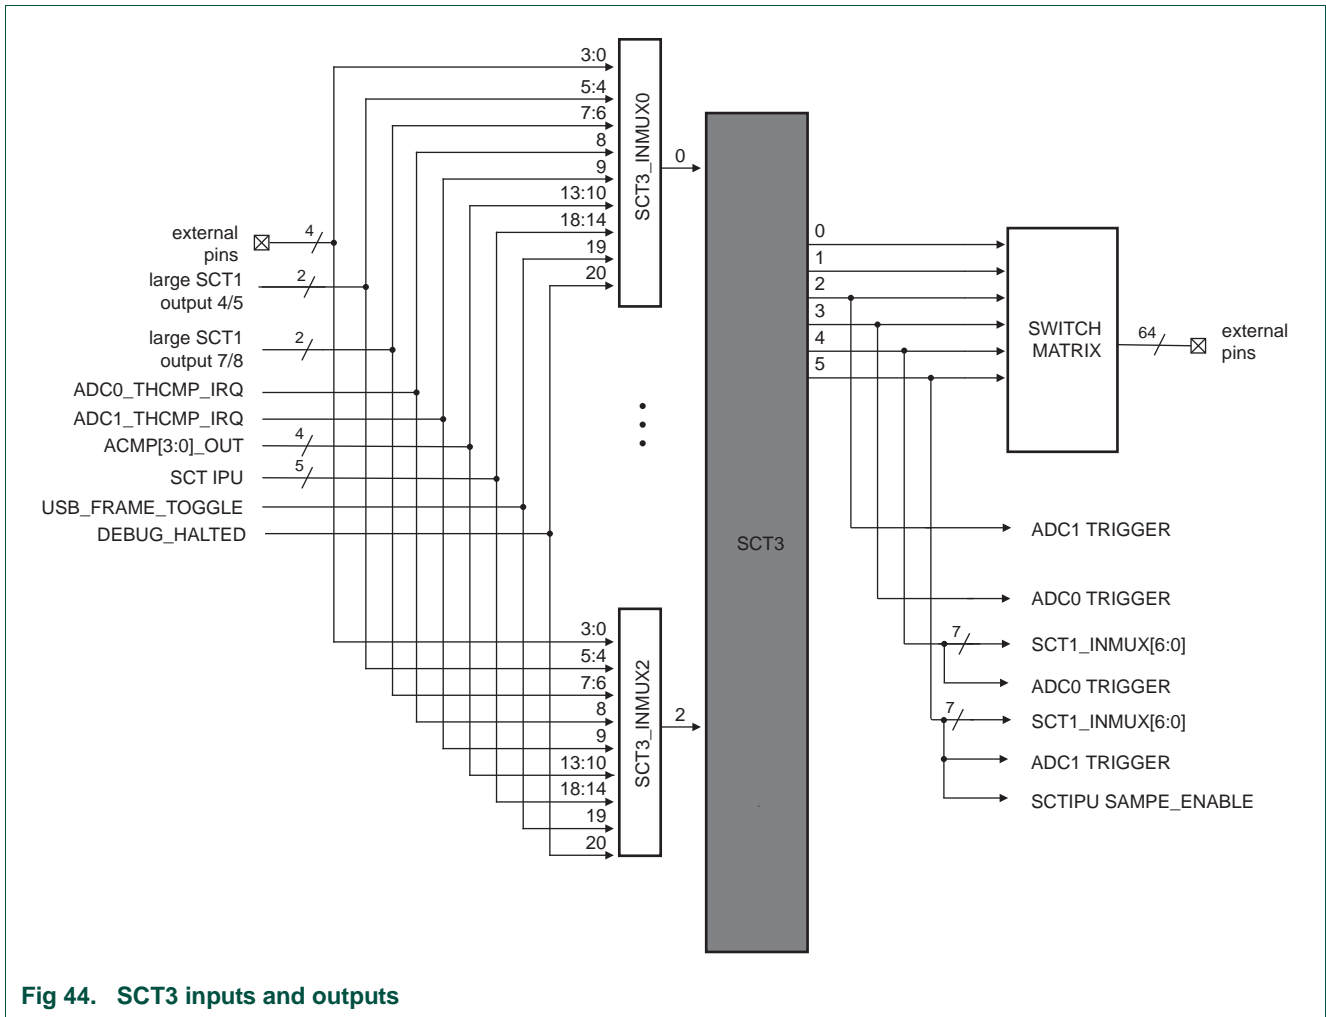 3:0
5:4
7:6
8
9
13:10
18:14
19
20
SCT3_INMUX0
0
external
pins
4
large SCT1
output 4/5
2
large SCT1
output 7/8
2
ADC0_THCMP_IRQ
ADC1_THCMP_IRQ
ACMP[3:0]_OUT
4
SCT IPU
5
USB_FRAME_TOGGLE
DEBUG_HALTED
3:0
5:4
7:6
8
9
13:10
18:14
19
20
SCT3_INMUX2
2
SCT3
0
1
2
3
4
5
SWITCH
MATRIX
64
external
pins
ADC1 TRIGGER
ADC0 TRIGGER
7
SCT1_INMUX[6:0]
ADC0 TRIGGER
7
SCT1_INMUX[6:0]
ADC1 TRIGGER
SCTIPU SAMPE_ENABLE
Fig 44. SCT3 inputs and outputs